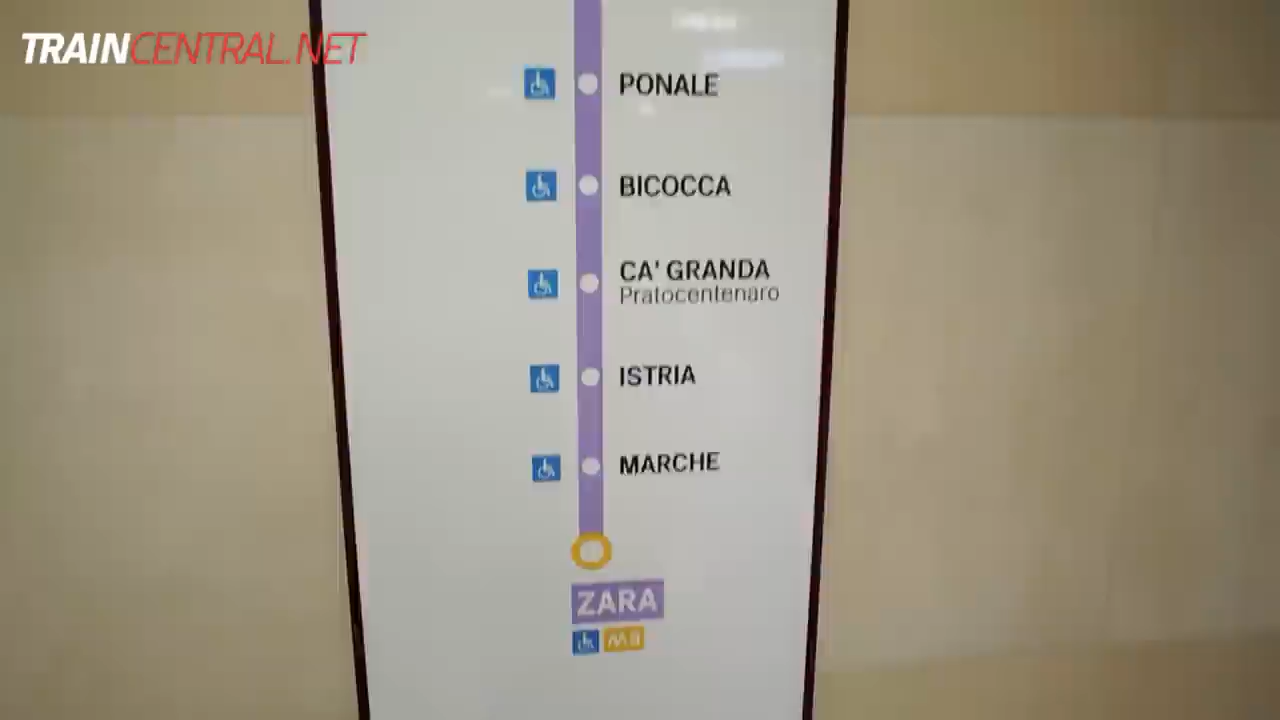 TRAINCENTRAL.NET
PONALE
BICOCCA
CA' GRANDA
Pratocentenaro
ISTRIA
MARCHE
ZARA
M3